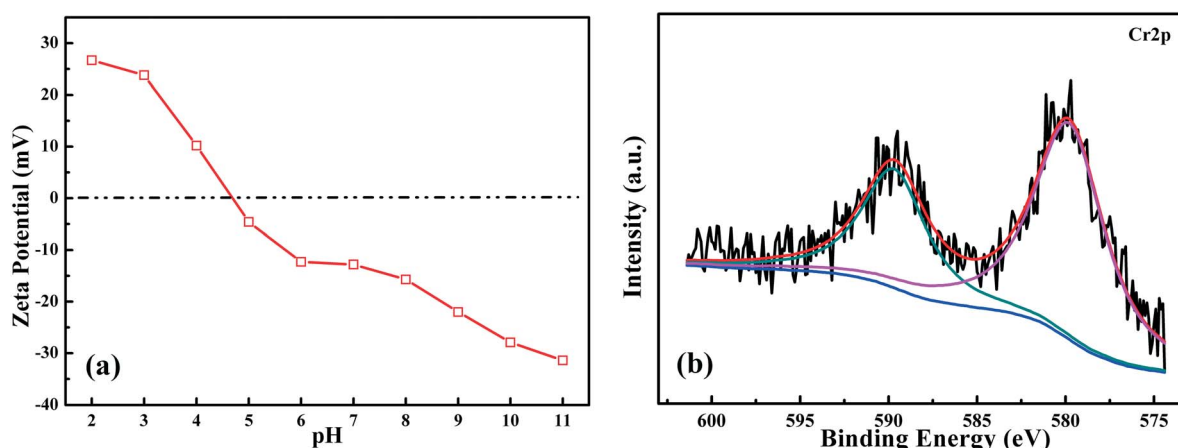 30
20
10
0
-10
-20
-30
-40
Zeta Potential (mV)
(a)
2 3 4 5 6 7 8 9 10 11
pH
Cr2p
Intensity (a.u.)
(b)
600 595 590 585 580 575
Binding Energy (eV)